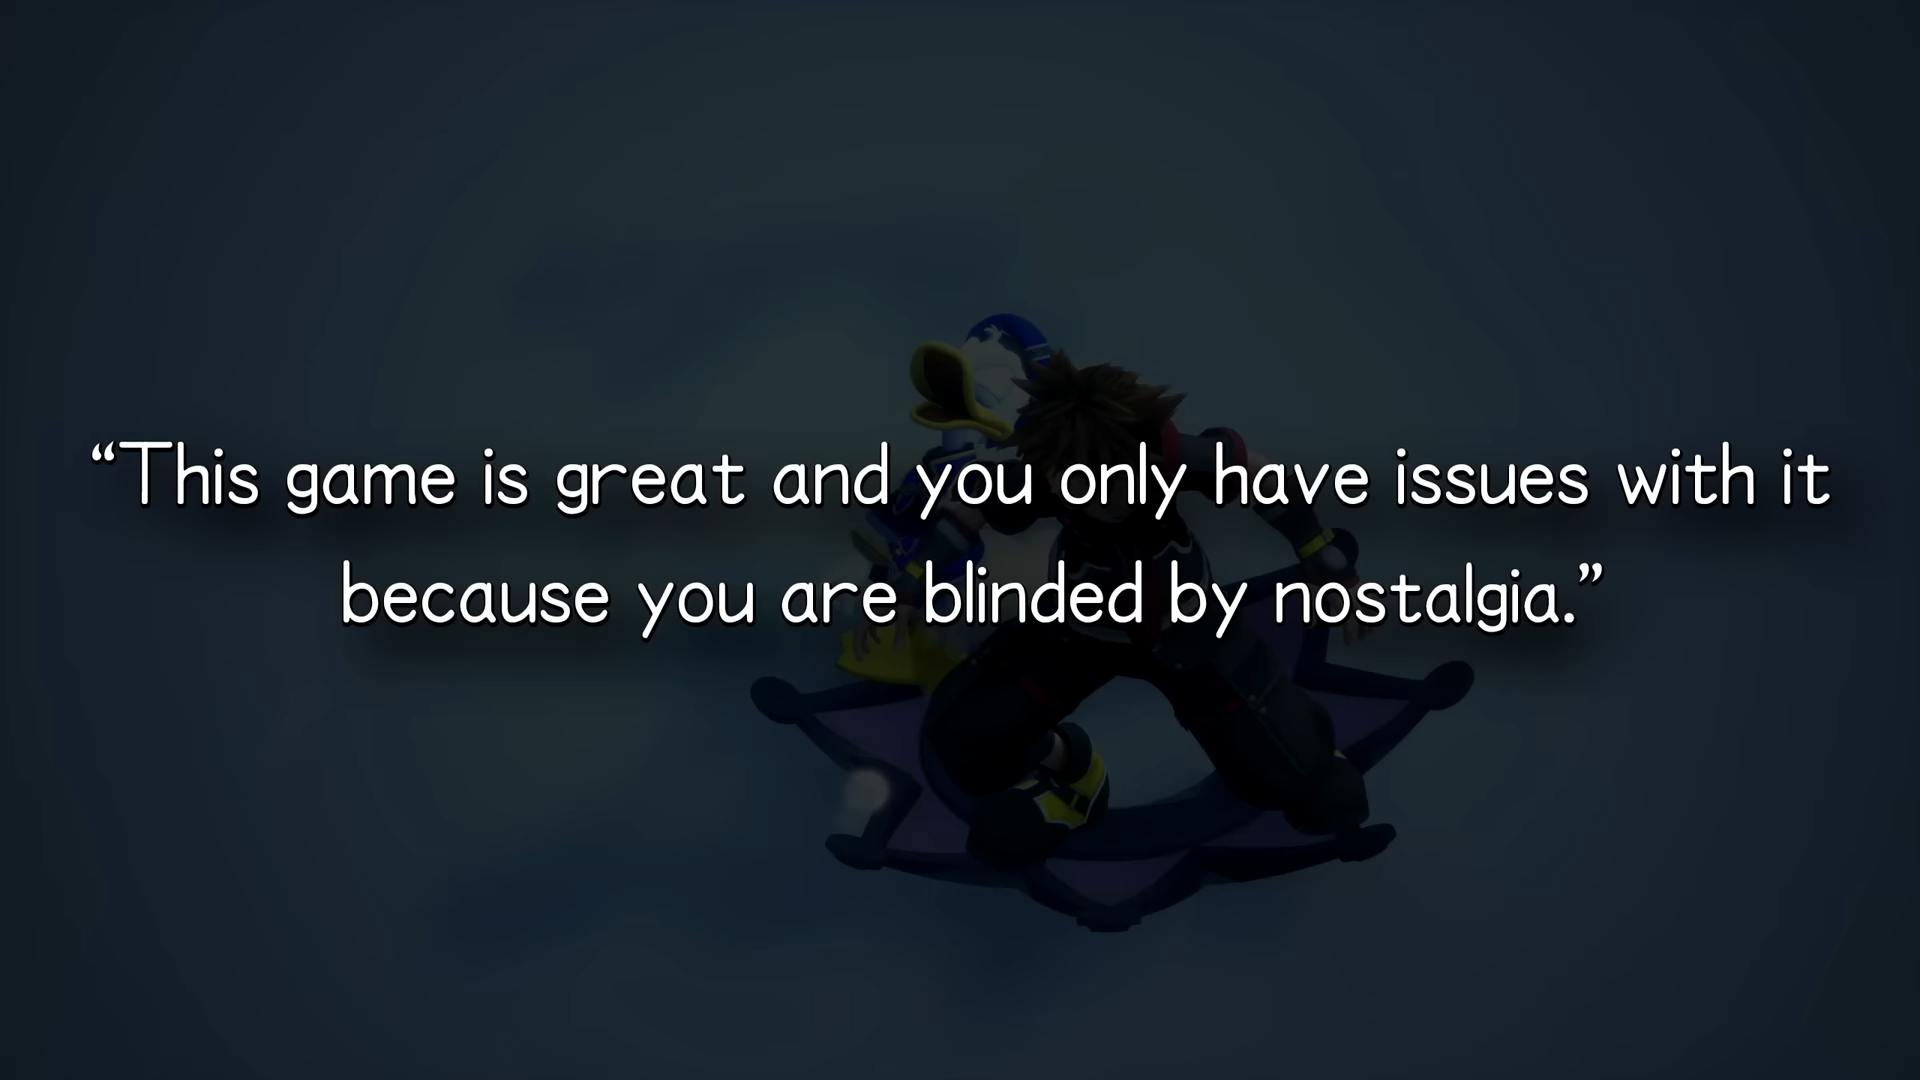 “This game is great and you only have issues with it
because you are blinded by nostalgia.”